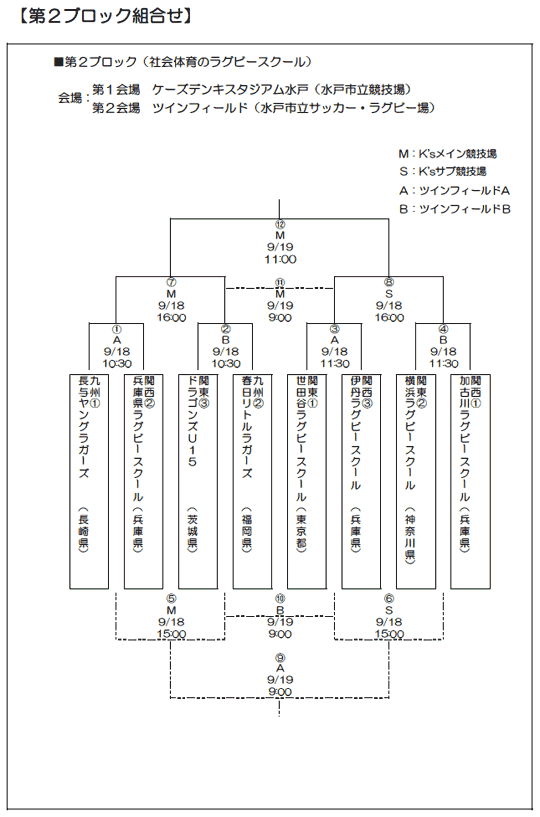 【第２ブロック組合せ】
■第２ブロック（社会体育のラグビースクール）
会場：
第１会場　ケーズデンキスタジアム水戸（水戸市立競技場）
第２会場　ツインフィールド（水戸市立サッカー・ラグビー場）
M：K'sメイン競技場
S：K'sサブ競技場
A：ツインフィールドA
B：ツインフィールドB
⑫
M
9/19
11:00
⑦
M
9/18
16:00
⑪
M
9/19
9:00
⑧
S
9/18
16:00
①
A
9/18
10:30
②
B
9/18
10:30
③
A
9/18
11:30
④
B
9/18
11:30
九州①
長与ヤングラガーズ　（長崎県）
関西②
兵庫県ラグビースクール（兵庫県）
関東③
ドラゴンズU１５　（茨城県）
九州②
春日リトルラガーズ　（福岡県）
関東①
世田谷ラグビースクール（東京都）
関西③
伊丹ラグビースクール　（兵庫県）
関東②
横浜ラグビースクール　（神奈川県）
関西①
加古川ラグビースクール（兵庫県）
⑤
M
9/18
15:00
⑩
B
9/19
9:00
⑥
S
9/18
15:00
⑨
A
9/19
9:00